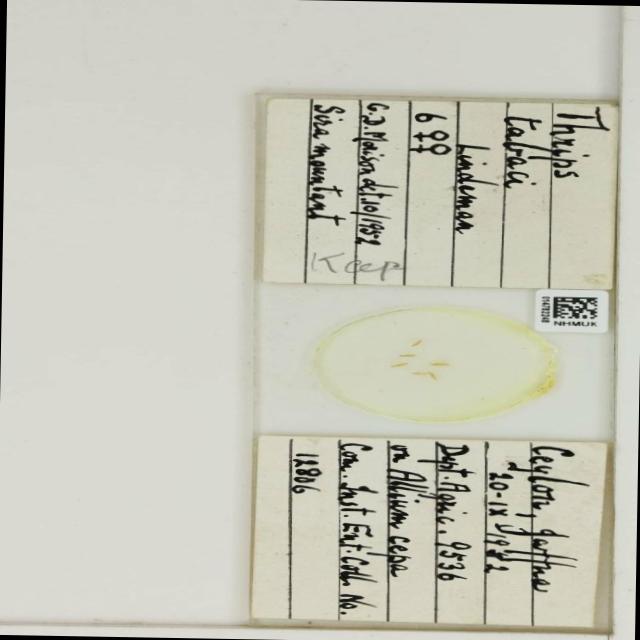 Thrips
tabaci
Lindeman
6 ♀♀
G.D. Morison det. 10/1952
Sira mountant
Keep
NHMUK
Ceylon, Jaffna
20-IX-1952
Dept. Agric. 9536
on Allium cepa
Com. Inst. Ent. Coll. No.
12806